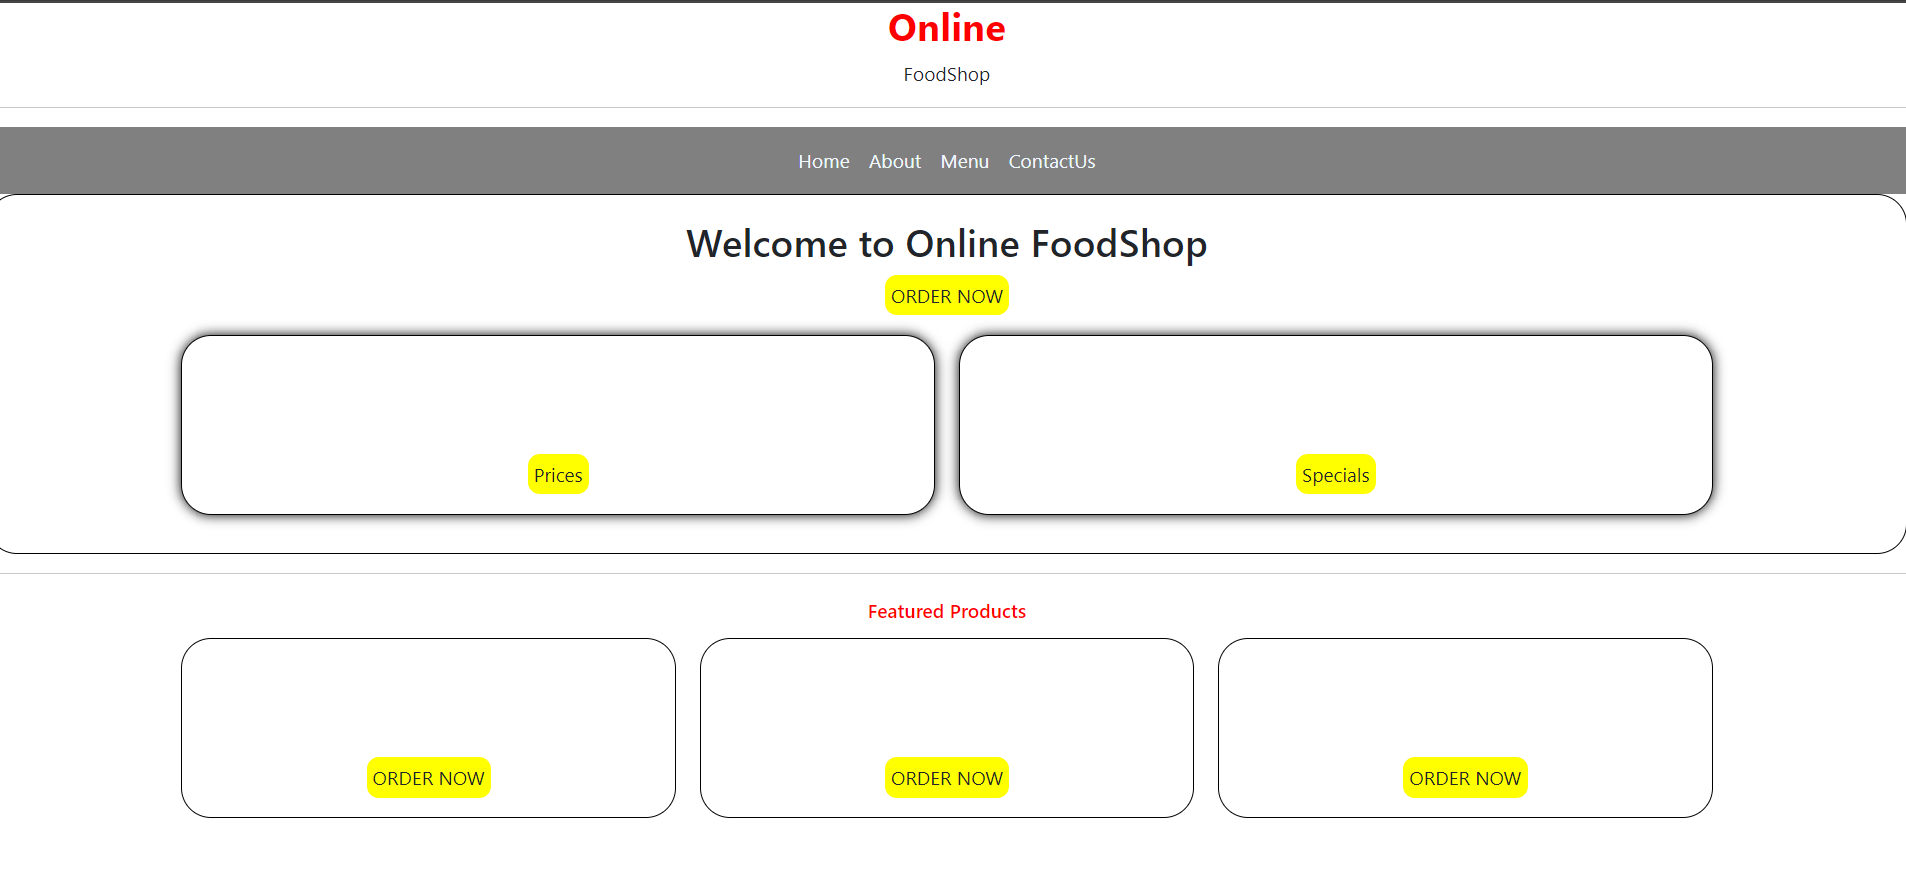 Online
FoodShop
Home About Menu ContactUs
Welcome to Online FoodShop
ORDER NOW
Prices Specials
Featured Products
ORDER NOW ORDER NOW ORDER NOW